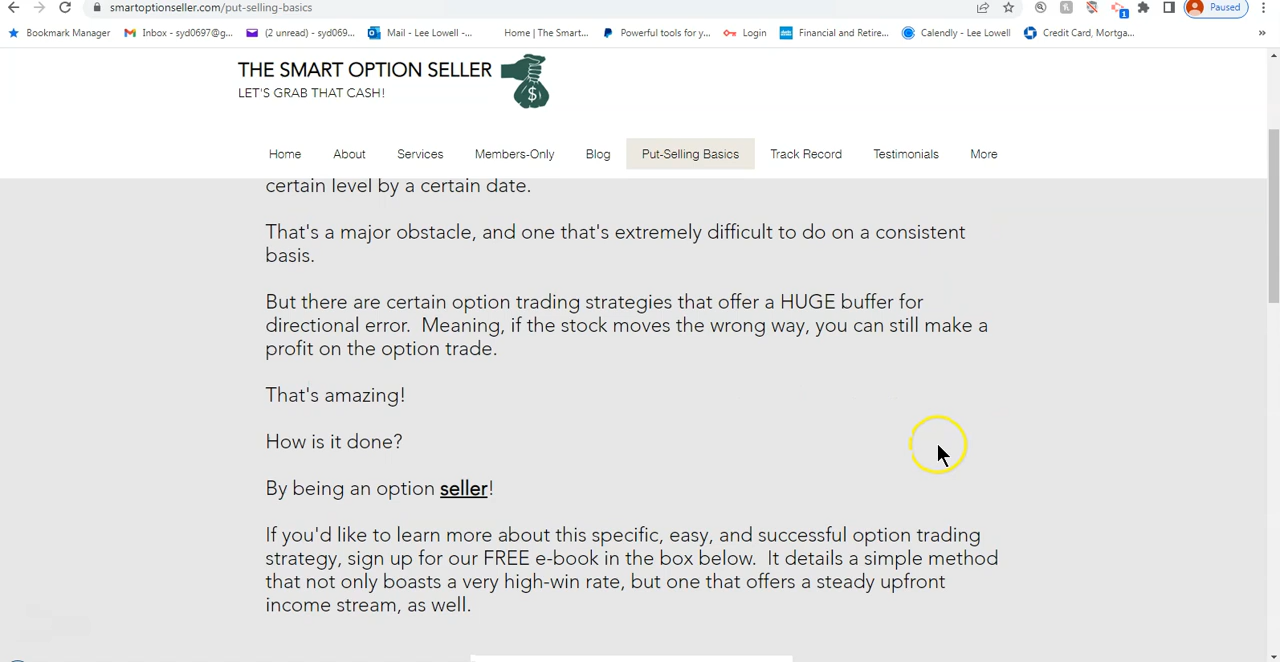 smartoptionseller.com/put-selling-basics
Paused
Bookmark Manager
Inbox - syd0697@g...
(2 unread) - syd069...
Mail - Lee Lowell -...
Home | The Smart...
Powerful tools for y...
Login
Financial and Retire...
Calendly - Lee Lowell
Credit Card, Mortga...
»
THE SMART OPTION SELLER
LET'S GRAB THAT CASH!
$
Home
About
Services
Members-Only
Blog
Put-Selling Basics
Track Record
Testimonials
More
certain level by a certain date.
That's a major obstacle, and one that's extremely difficult to do on a consistent
basis.
But there are certain option trading strategies that offer a HUGE buffer for
directional error.  Meaning, if the stock moves the wrong way, you can still make a
profit on the option trade.
That's amazing!
How is it done?
By being an option seller!
If you'd like to learn more about this specific, easy, and successful option trading
strategy, sign up for our FREE e-book in the box below.  It details a simple method
that not only boasts a very high-win rate, but one that offers a steady upfront
income stream, as well.